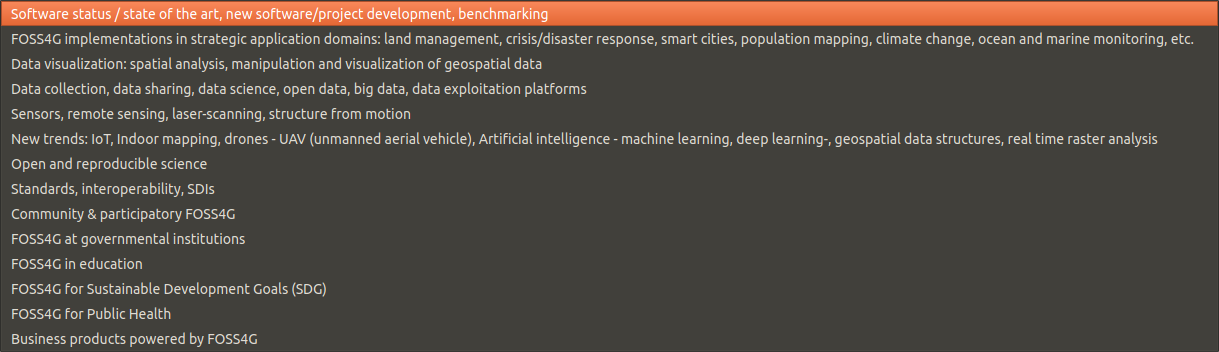 Software status / state of the art, new software/project development, benchmarking
FOSS4G implementations in strategic application domains: land management, crisis/disaster response, smart cities, population mapping, climate change, ocean and marine monitoring, etc.
Data visualization: spatial analysis, manipulation and visualization of geospatial data
Data collection, data sharing, data science, open data, big data, data exploitation platforms
Sensors, remote sensing, laser-scanning, structure from motion
New trends: IoT, Indoor mapping, drones - UAV (unmanned aerial vehicle), Artificial intelligence - machine learning, deep learning-, geospatial data structures, real time raster analysis
Open and reproducible science
Standards, interoperability, SDIs
Community & participatory FOSS4G
FOSS4G at governmental institutions
FOSS4G in education
FOSS4G for Sustainable Development Goals (SDG)
FOSS4G for Public Health
Business products powered by FOSS4G